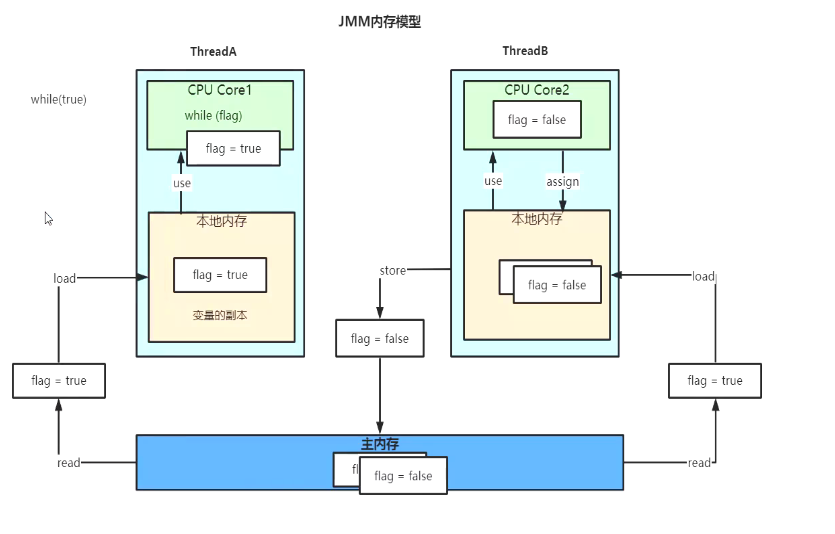 JMM内存模型
ThreadA
ThreadB
while(true)
CPU Core1
while (flag)
flag = true
use
本地内存
flag = true
变量的副本
CPU Core2
flag = false
use
assign
本地内存
flag = false
load
store
load
flag = true
flag = false
flag = true
read
read
主内存
fl
flag = false